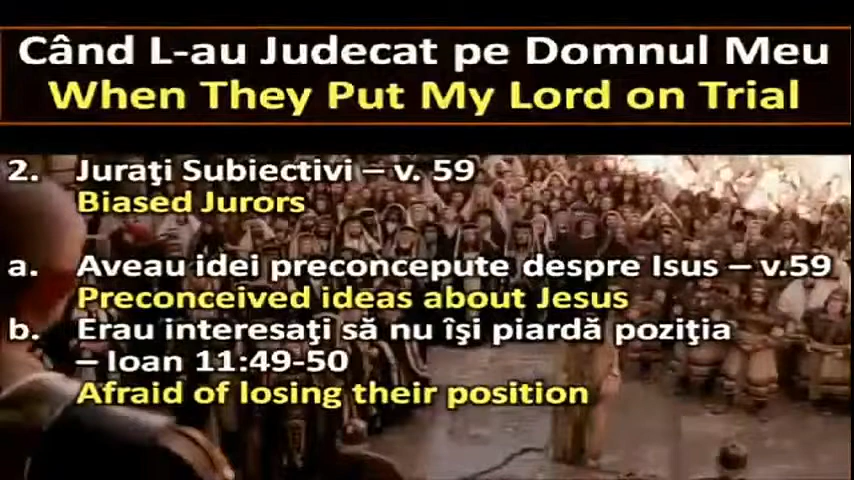 Când L-au Judecat pe Domnul Meu
When They Put My Lord on Trial
2. Juraţi Subiectivi – v. 59
Biased Jurors
a. Aveau idei preconcepute despre Isus – v.59
Preconceived ideas about Jesus
b. Erau interesaţi să nu îşi piardă poziţia
– Ioan 11:49-50
Afraid of losing their position